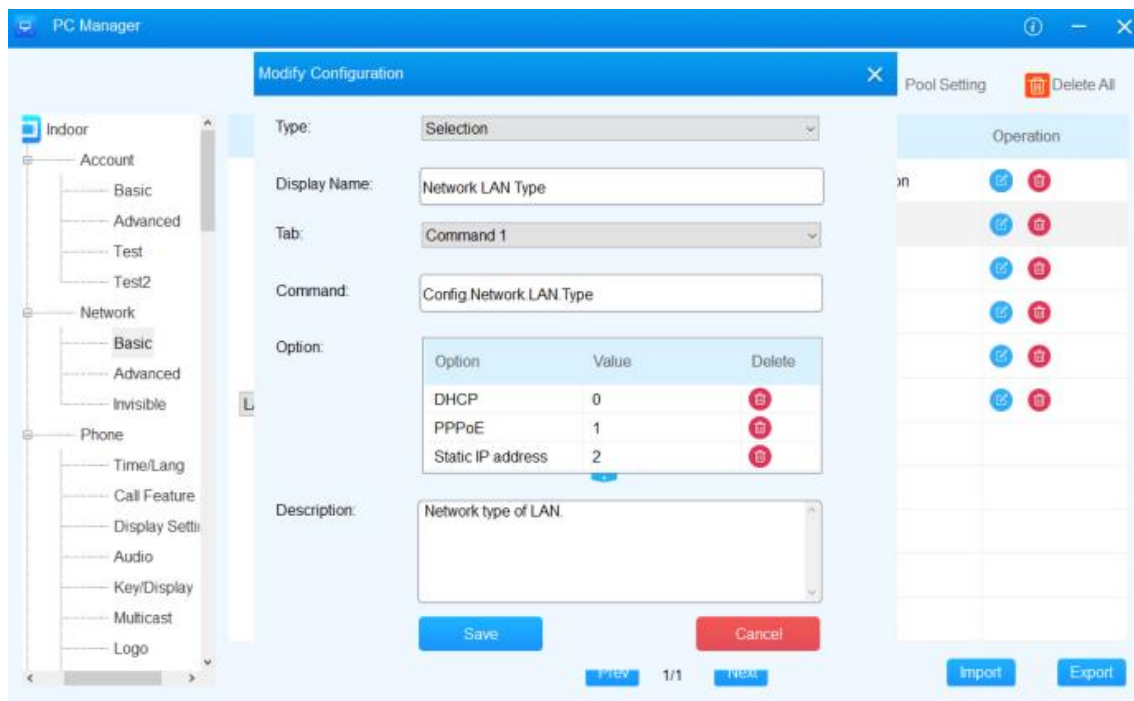 PC Manager
Modify Configuration
Pool Setting
Delete All
Indoor
Account
Basic
Advanced
Test
Test2
Network
Basic
Advanced
Invisible
Phone
Time/Lang
Call Feature
Display Setti
Audio
Key/Display
Multicast
Logo
Type:
Selection
Display Name:
Network LAN Type
Tab:
Command 1
Command:
Config.Network.LAN.Type
Option:
Option Value Delete
DHCP 0
PPPoE 1
Static IP address 2
Description:
Network type of LAN.
Save
Cancel
Operation
on
Prev 1/1 Next
Import
Export